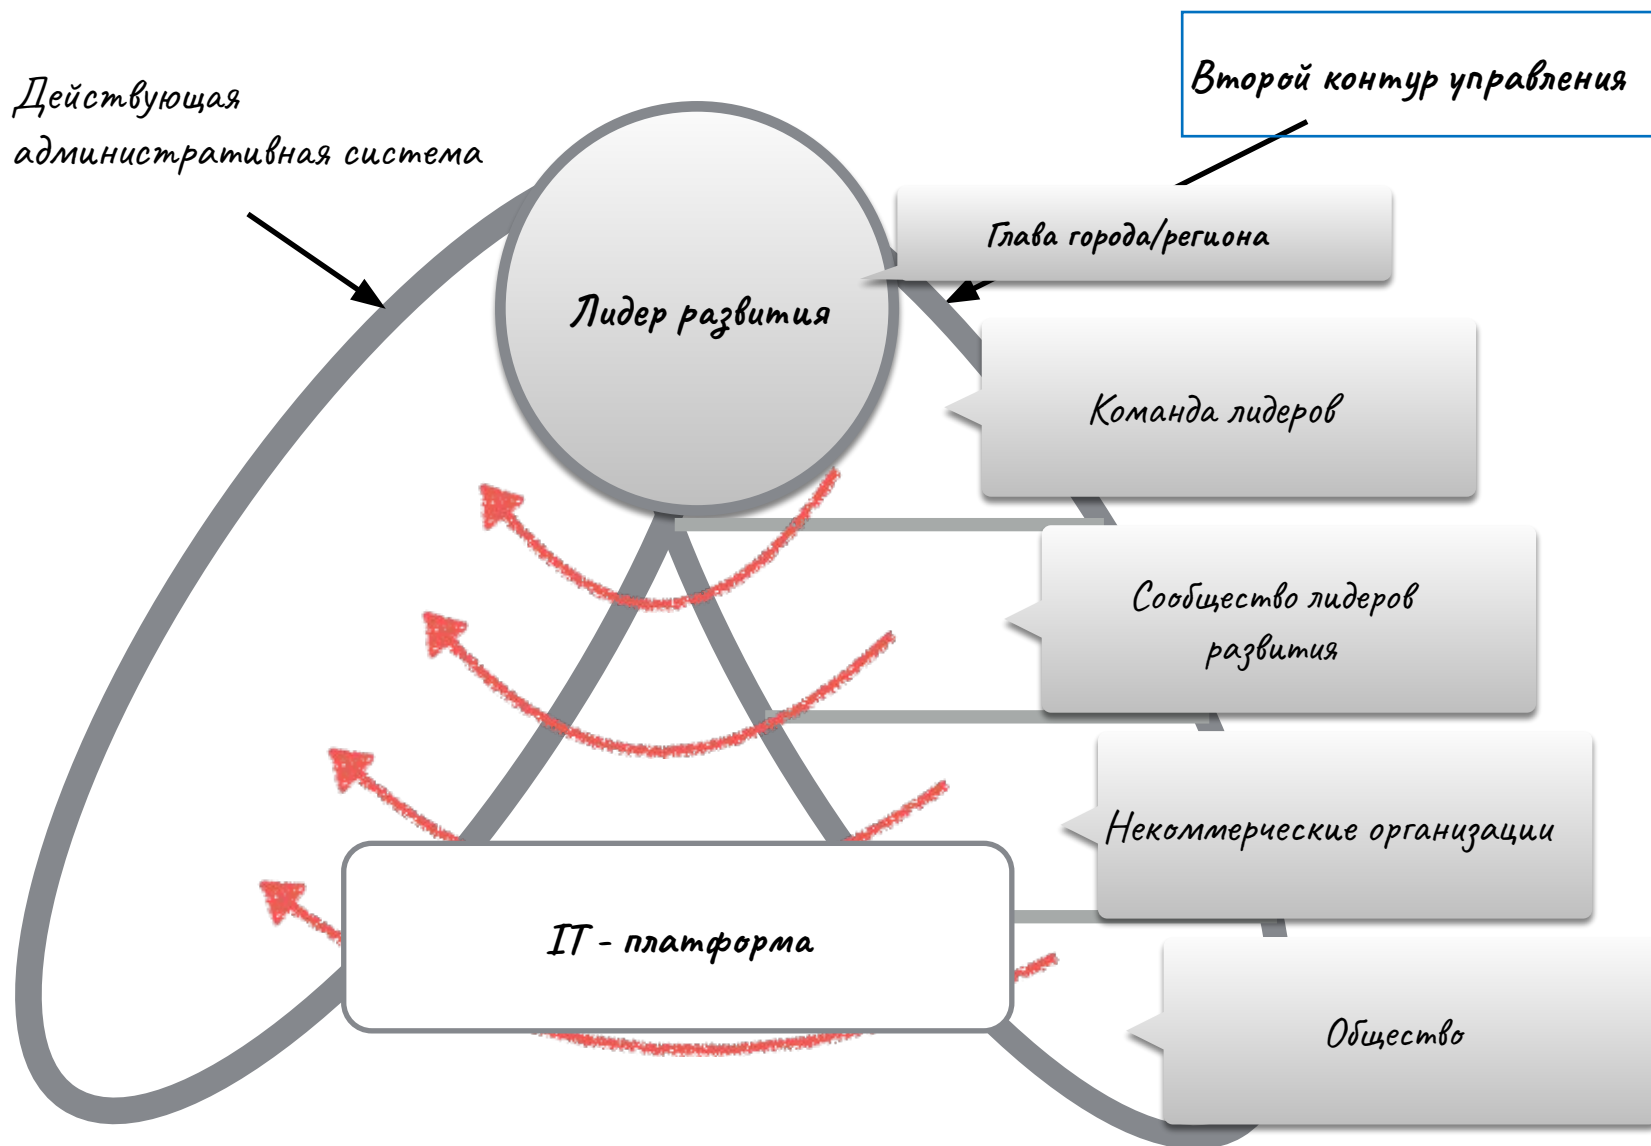 Действующая
административная система
Второй контур управления
Глава города/региона
Лидер развития
Команда лидеров
Сообщество лидеров
развития
Некоммерческие организации
IT - платформа
Общество